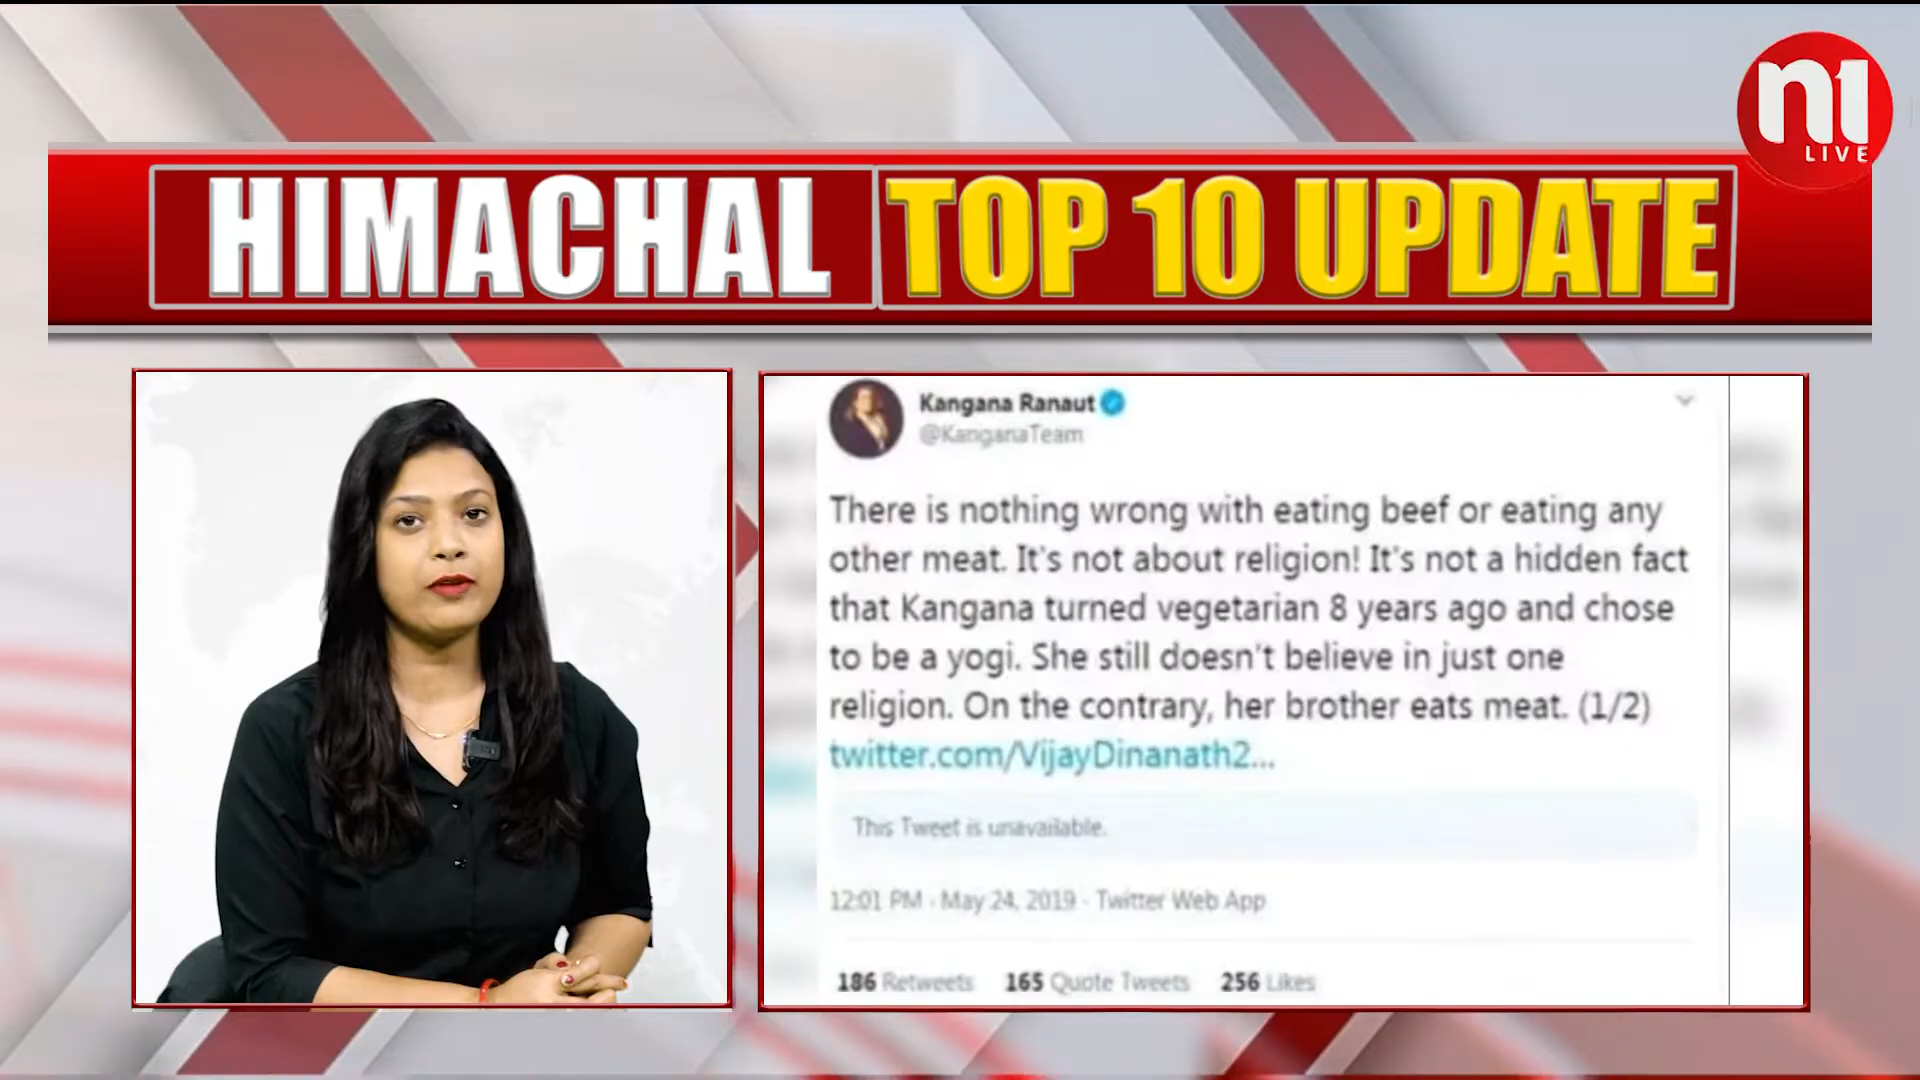 n1
LIVE
HIMACHAL TOP 10 UPDATE
Kangana Ranaut
@KanganaTeam
There is nothing wrong with eating beef or eating any
other meat. It's not about religion! It's not a hidden fact
that Kangana turned vegetarian 8 years ago and chose
to be a yogi. She still doesn't believe in just one
religion. On the contrary, her brother eats meat. (1/2)
twitter.com/VijayDinanath2...
This Tweet is unavailable.
12:01 PM · May 24, 2019 · Twitter Web App
186 Retweets 165 Quote Tweets 256 Likes